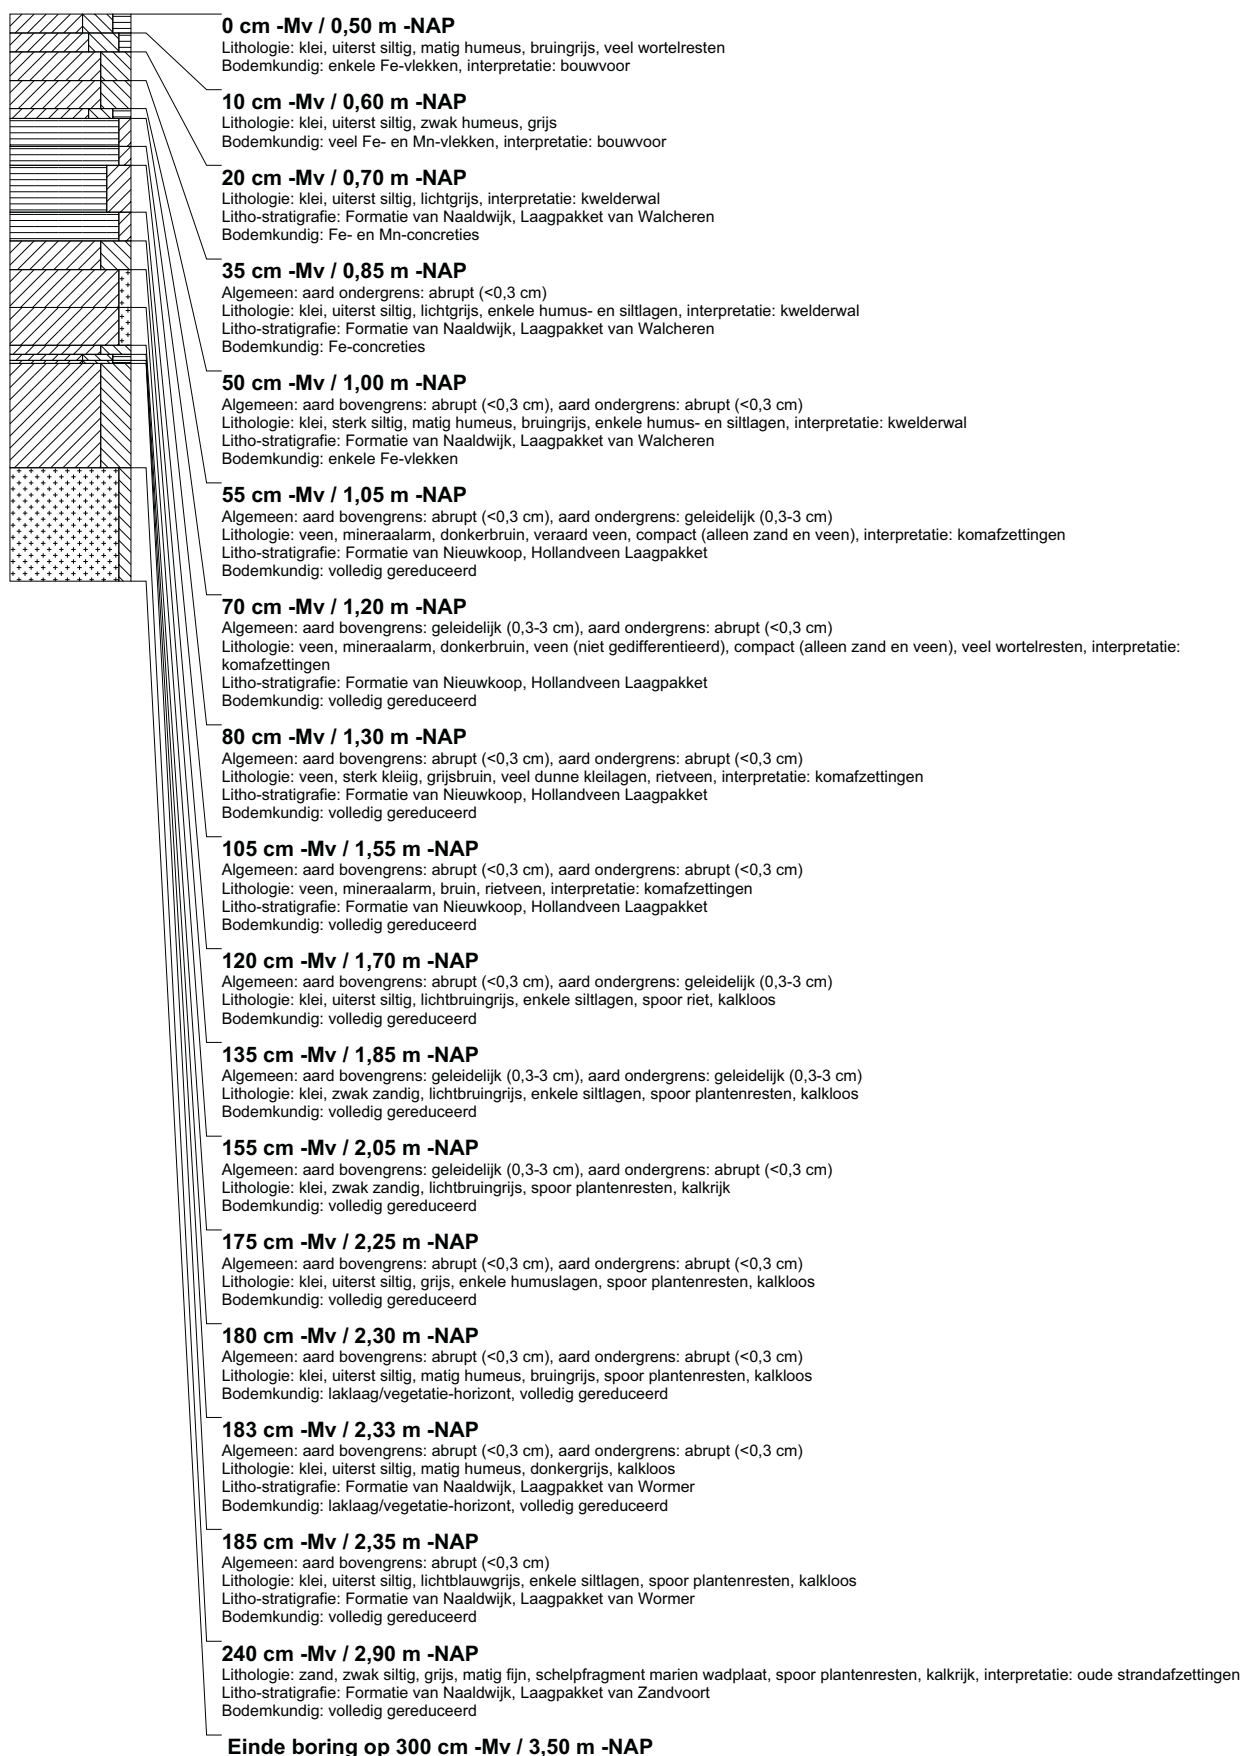 0 cm -Mv / 0,50 m -NAP
Lithologie: klei, uiterst siltig, matig humeus, bruingrijs, veel wortelresten
Bodemkundig: enkele Fe-vlekken, interpretatie: bouwvoor
10 cm -Mv / 0,60 m -NAP
Lithologie: klei, uiterst siltig, zwak humeus, grijs
Bodemkundig: veel Fe- en Mn-vlekken, interpretatie: bouwvoor
20 cm -Mv / 0,70 m -NAP
Lithologie: klei, uiterst siltig, lichtgrijs, interpretatie: kwelderwal
Litho-stratigrafie: Formatie van Naaldwijk, Laagpakket van Walcheren
Bodemkundig: Fe- en Mn-concreties
35 cm -Mv / 0,85 m -NAP
Algemeen: aard ondergrens: abrupt (<0,3 cm)
Lithologie: klei, uiterst siltig, lichtgrijs, enkele humus- en siltlagen, interpretatie: kwelderwal
Litho-stratigrafie: Formatie van Naaldwijk, Laagpakket van Walcheren
Bodemkundig: Fe-concreties
50 cm -Mv / 1,00 m -NAP
Algemeen: aard bovengrens: abrupt (<0,3 cm), aard ondergrens: abrupt (<0,3 cm)
Lithologie: klei, sterk siltig, matig humeus, bruingrijs, enkele humus- en siltlagen, interpretatie: kwelderwal
Litho-stratigrafie: Formatie van Naaldwijk, Laagpakket van Walcheren
Bodemkundig: enkele Fe-vlekken
55 cm -Mv / 1,05 m -NAP
Algemeen: aard bovengrens: abrupt (<0,3 cm), aard ondergrens: geleidelijk (0,3-3 cm)
Lithologie: veen, mineraalarm, donkerbruin, veraard veen, compact (alleen zand en veen), interpretatie: komafzettingen
Litho-stratigrafie: Formatie van Nieuwkoop, Hollandveen Laagpakket
Bodemkundig: volledig gereduceerd
70 cm -Mv / 1,20 m -NAP
Algemeen: aard bovengrens: geleidelijk (0,3-3 cm), aard ondergrens: abrupt (<0,3 cm)
Lithologie: veen, mineraalarm, donkerbruin, veen (niet gedifferentieerd), compact (alleen zand en veen), veel wortelresten, interpretatie:
komafzettingen
Litho-stratigrafie: Formatie van Nieuwkoop, Hollandveen Laagpakket
Bodemkundig: volledig gereduceerd
80 cm -Mv / 1,30 m -NAP
Algemeen: aard bovengrens: abrupt (<0,3 cm), aard ondergrens: abrupt (<0,3 cm)
Lithologie: veen, sterk kleiig, grijsbruin, veel dunne kleilagen, rietveen, interpretatie: komafzettingen
Litho-stratigrafie: Formatie van Nieuwkoop, Hollandveen Laagpakket
Bodemkundig: volledig gereduceerd
105 cm -Mv / 1,55 m -NAP
Algemeen: aard bovengrens: abrupt (<0,3 cm), aard ondergrens: abrupt (<0,3 cm)
Lithologie: veen, mineraalarm, bruin, rietveen, interpretatie: komafzettingen
Litho-stratigrafie: Formatie van Nieuwkoop, Hollandveen Laagpakket
Bodemkundig: volledig gereduceerd
120 cm -Mv / 1,70 m -NAP
Algemeen: aard bovengrens: abrupt (<0,3 cm), aard ondergrens: geleidelijk (0,3-3 cm)
Lithologie: klei, uiterst siltig, lichtbruingrijs, enkele siltlagen, spoor riet, kalkloos
Bodemkundig: volledig gereduceerd
135 cm -Mv / 1,85 m -NAP
Algemeen: aard bovengrens: geleidelijk (0,3-3 cm), aard ondergrens: geleidelijk (0,3-3 cm)
Lithologie: klei, zwak zandig, lichtbruingrijs, enkele siltlagen, spoor plantenresten, kalkloos
Bodemkundig: volledig gereduceerd
155 cm -Mv / 2,05 m -NAP
Algemeen: aard bovengrens: geleidelijk (0,3-3 cm), aard ondergrens: abrupt (<0,3 cm)
Lithologie: klei, zwak zandig, lichtbruingrijs, spoor plantenresten, kalkrijk
Bodemkundig: volledig gereduceerd
175 cm -Mv / 2,25 m -NAP
Algemeen: aard bovengrens: abrupt (<0,3 cm), aard ondergrens: abrupt (<0,3 cm)
Lithologie: klei, uiterst siltig, grijs, enkele humuslagen, spoor plantenresten, kalkloos
Bodemkundig: volledig gereduceerd
180 cm -Mv / 2,30 m -NAP
Algemeen: aard bovengrens: abrupt (<0,3 cm), aard ondergrens: abrupt (<0,3 cm)
Lithologie: klei, uiterst siltig, matig humeus, bruingrijs, spoor plantenresten, kalkloos
Bodemkundig: laklaag/vegetatie-horizont, volledig gereduceerd
183 cm -Mv / 2,33 m -NAP
Algemeen: aard bovengrens: abrupt (<0,3 cm), aard ondergrens: abrupt (<0,3 cm)
Lithologie: klei, uiterst siltig, matig humeus, donkergrijs, kalkloos
Litho-stratigrafie: Formatie van Naaldwijk, Laagpakket van Wormer
Bodemkundig: laklaag/vegetatie-horizont, volledig gereduceerd
185 cm -Mv / 2,35 m -NAP
Algemeen: aard bovengrens: abrupt (<0,3 cm)
Lithologie: klei, uiterst siltig, lichtblauwgrijs, enkele siltlagen, spoor plantenresten, kalkloos
Litho-stratigrafie: Formatie van Naaldwijk, Laagpakket van Wormer
Bodemkundig: volledig gereduceerd
240 cm -Mv / 2,90 m -NAP
Lithologie: zand, zwak siltig, grijs, matig fijn, schelpfragment marien wadplaat, spoor plantenresten, kalkrijk, interpretatie: oude strandafzettingen
Litho-stratigrafie: Formatie van Naaldwijk, Laagpakket van Zandvoort
Bodemkundig: volledig gereduceerd
Einde boring op 300 cm -Mv / 3,50 m -NAP